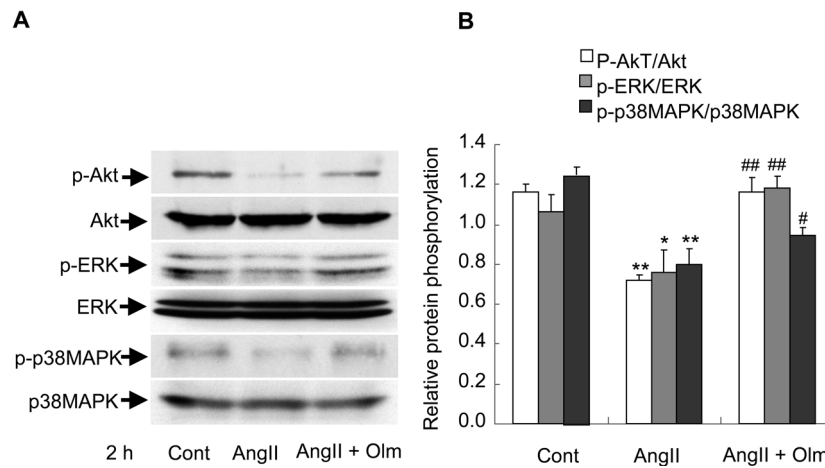 A
p-Akt
Akt
p-ERK
ERK
p-p38MAPK
p38MAPK
2 h Cont AngII AngII + Olm
B
P-AkT/Akt
p-ERK/ERK
p-p38MAPK/p38MAPK
Relative protein phosphorylation
1.4
1.2
1.0
0.8
0.6
0.4
0.2
0.0
** * **
## ## #
Cont AngII AngII + Olm